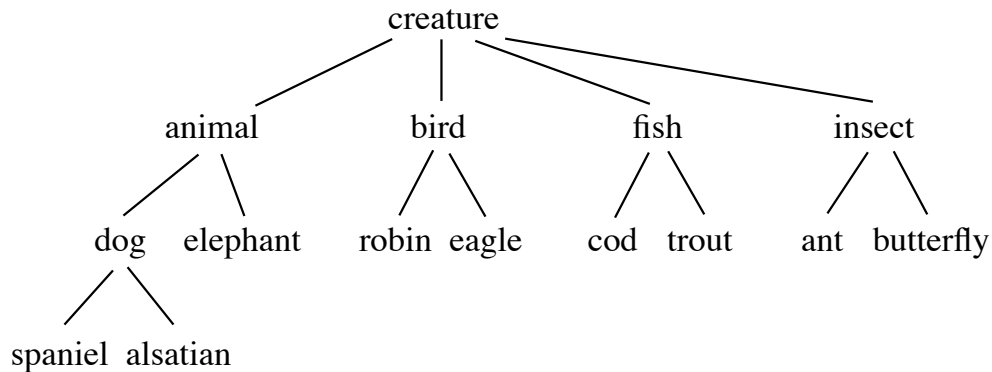 creature
animal bird fish insect
dog elephant robin eagle cod trout ant butterfly
spaniel alsatian